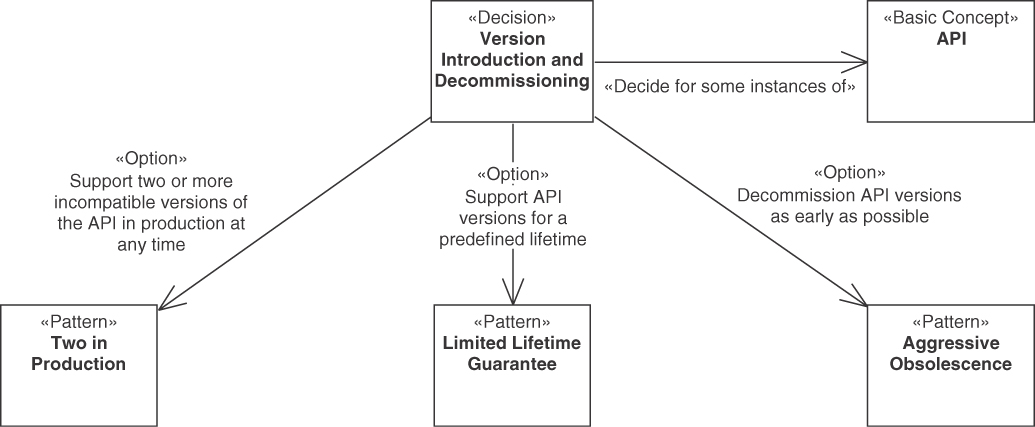 «Decision»
Version
Introduction and
Decommissioning
«Basic Concept»
API
«Decide for some instances of»
«Option»
Support two or more
incompatible versions of
the API in production at
any time
«Option»
Support API
versions for a
predefined lifetime
«Option»
Decommission API versions
as early as possible
«Pattern»
Two in
Production
«Pattern»
Limited Lifetime
Guarantee
«Pattern»
Aggressive
Obsolescence